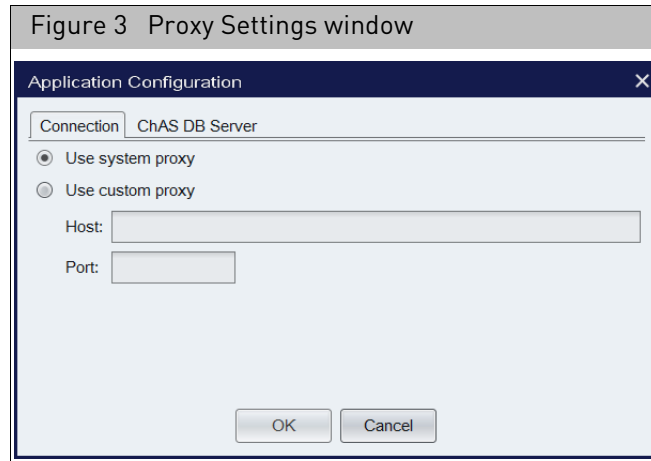 Figure 3 Proxy Settings window
Application Configuration
Connection ChAS DB Server
Use system proxy
Use custom proxy
Host:
Port:
OK Cancel